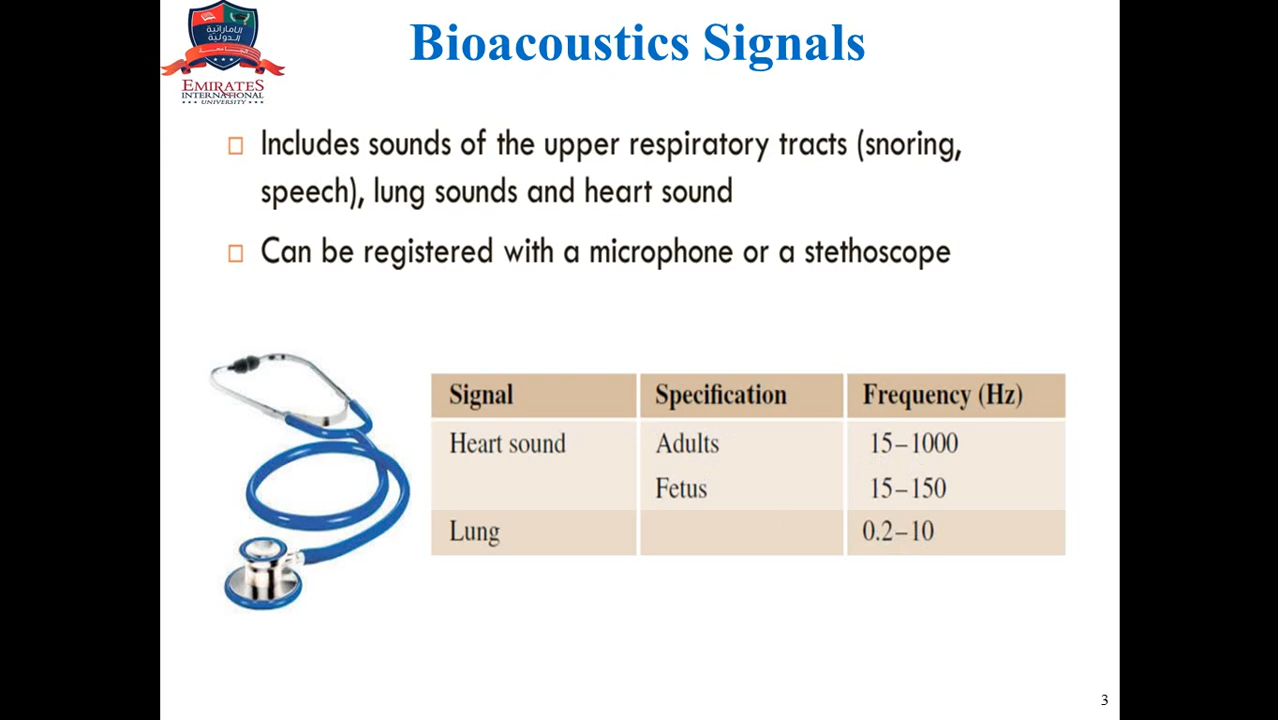 الإماراتية
الدولية
EMIRATES
INTERNATIONAL
UNIVERSITY
Bioacoustics Signals
Includes sounds of the upper respiratory tracts (snoring,
speech), lung sounds and heart sound
Can be registered with a microphone or a stethoscope
Signal Specification Frequency (Hz)
Heart sound Adults 15–1000
Fetus 15–150
Lung 0.2–10
3